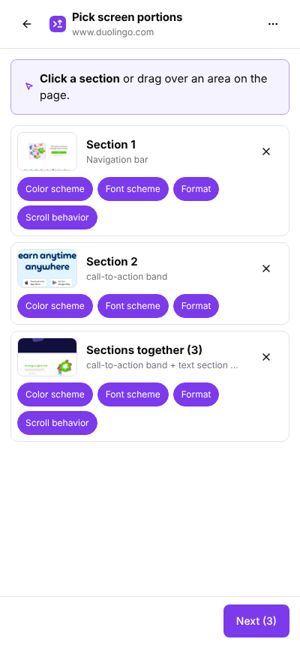 Pick screen portions
www.duolingo.com
Click a section or drag over an area on the
page.
Section 1
Navigation bar
Color scheme
Font scheme
Format
Scroll behavior
earn anytime
anywhere
Section 2
call-to-action band
Color scheme
Font scheme
Format
Sections together (3)
call-to-action band + text section ...
Color scheme
Font scheme
Format
Scroll behavior
Next (3)